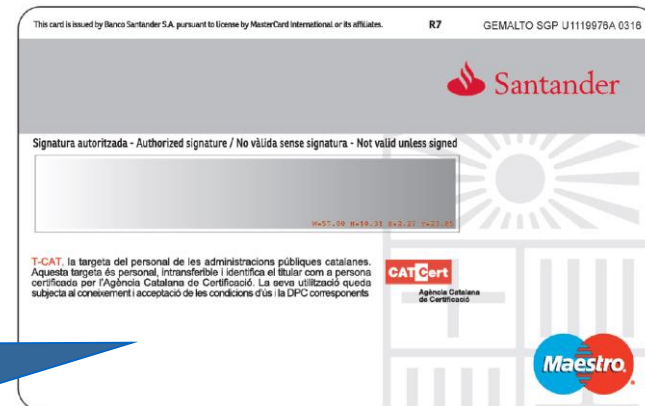 This card is issued by Banco Santander S.A. pursuant to license by MasterCard International or its affiliates. R7 GEMALTO SGP U1119976A 0316
Santander
Signatura autoritzada - Authorized signature / No vàlida sense signatura - Not valid unless signed
T-CAT, la targeta del personal de les administracions públiques catalanes.
Aquesta targeta és personal, intransferible i identifica el titular com a persona
certificada per l'Agència Catalana de Certificació. La seva utilització queda
subjecta al coneixement i acceptació de les condicions d'ús i la DPC corresponents
CATCert
Agència Catalana
de Certificació
Maestro